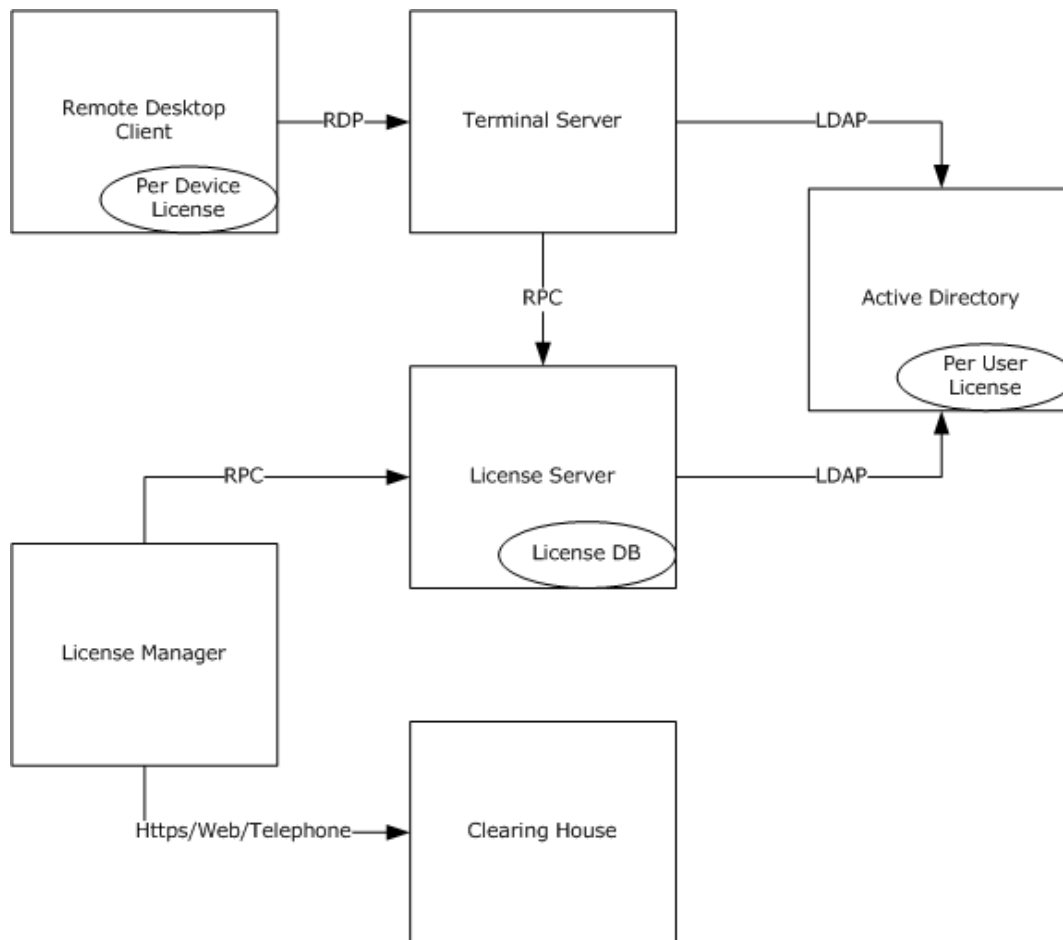 Remote Desktop
Client
Per Device
License
RDP
Terminal Server
LDAP
RPC
Active Directory
Per User
License
RPC
License Server
LDAP
License DB
License Manager
Https/Web/Telephone
Clearing House